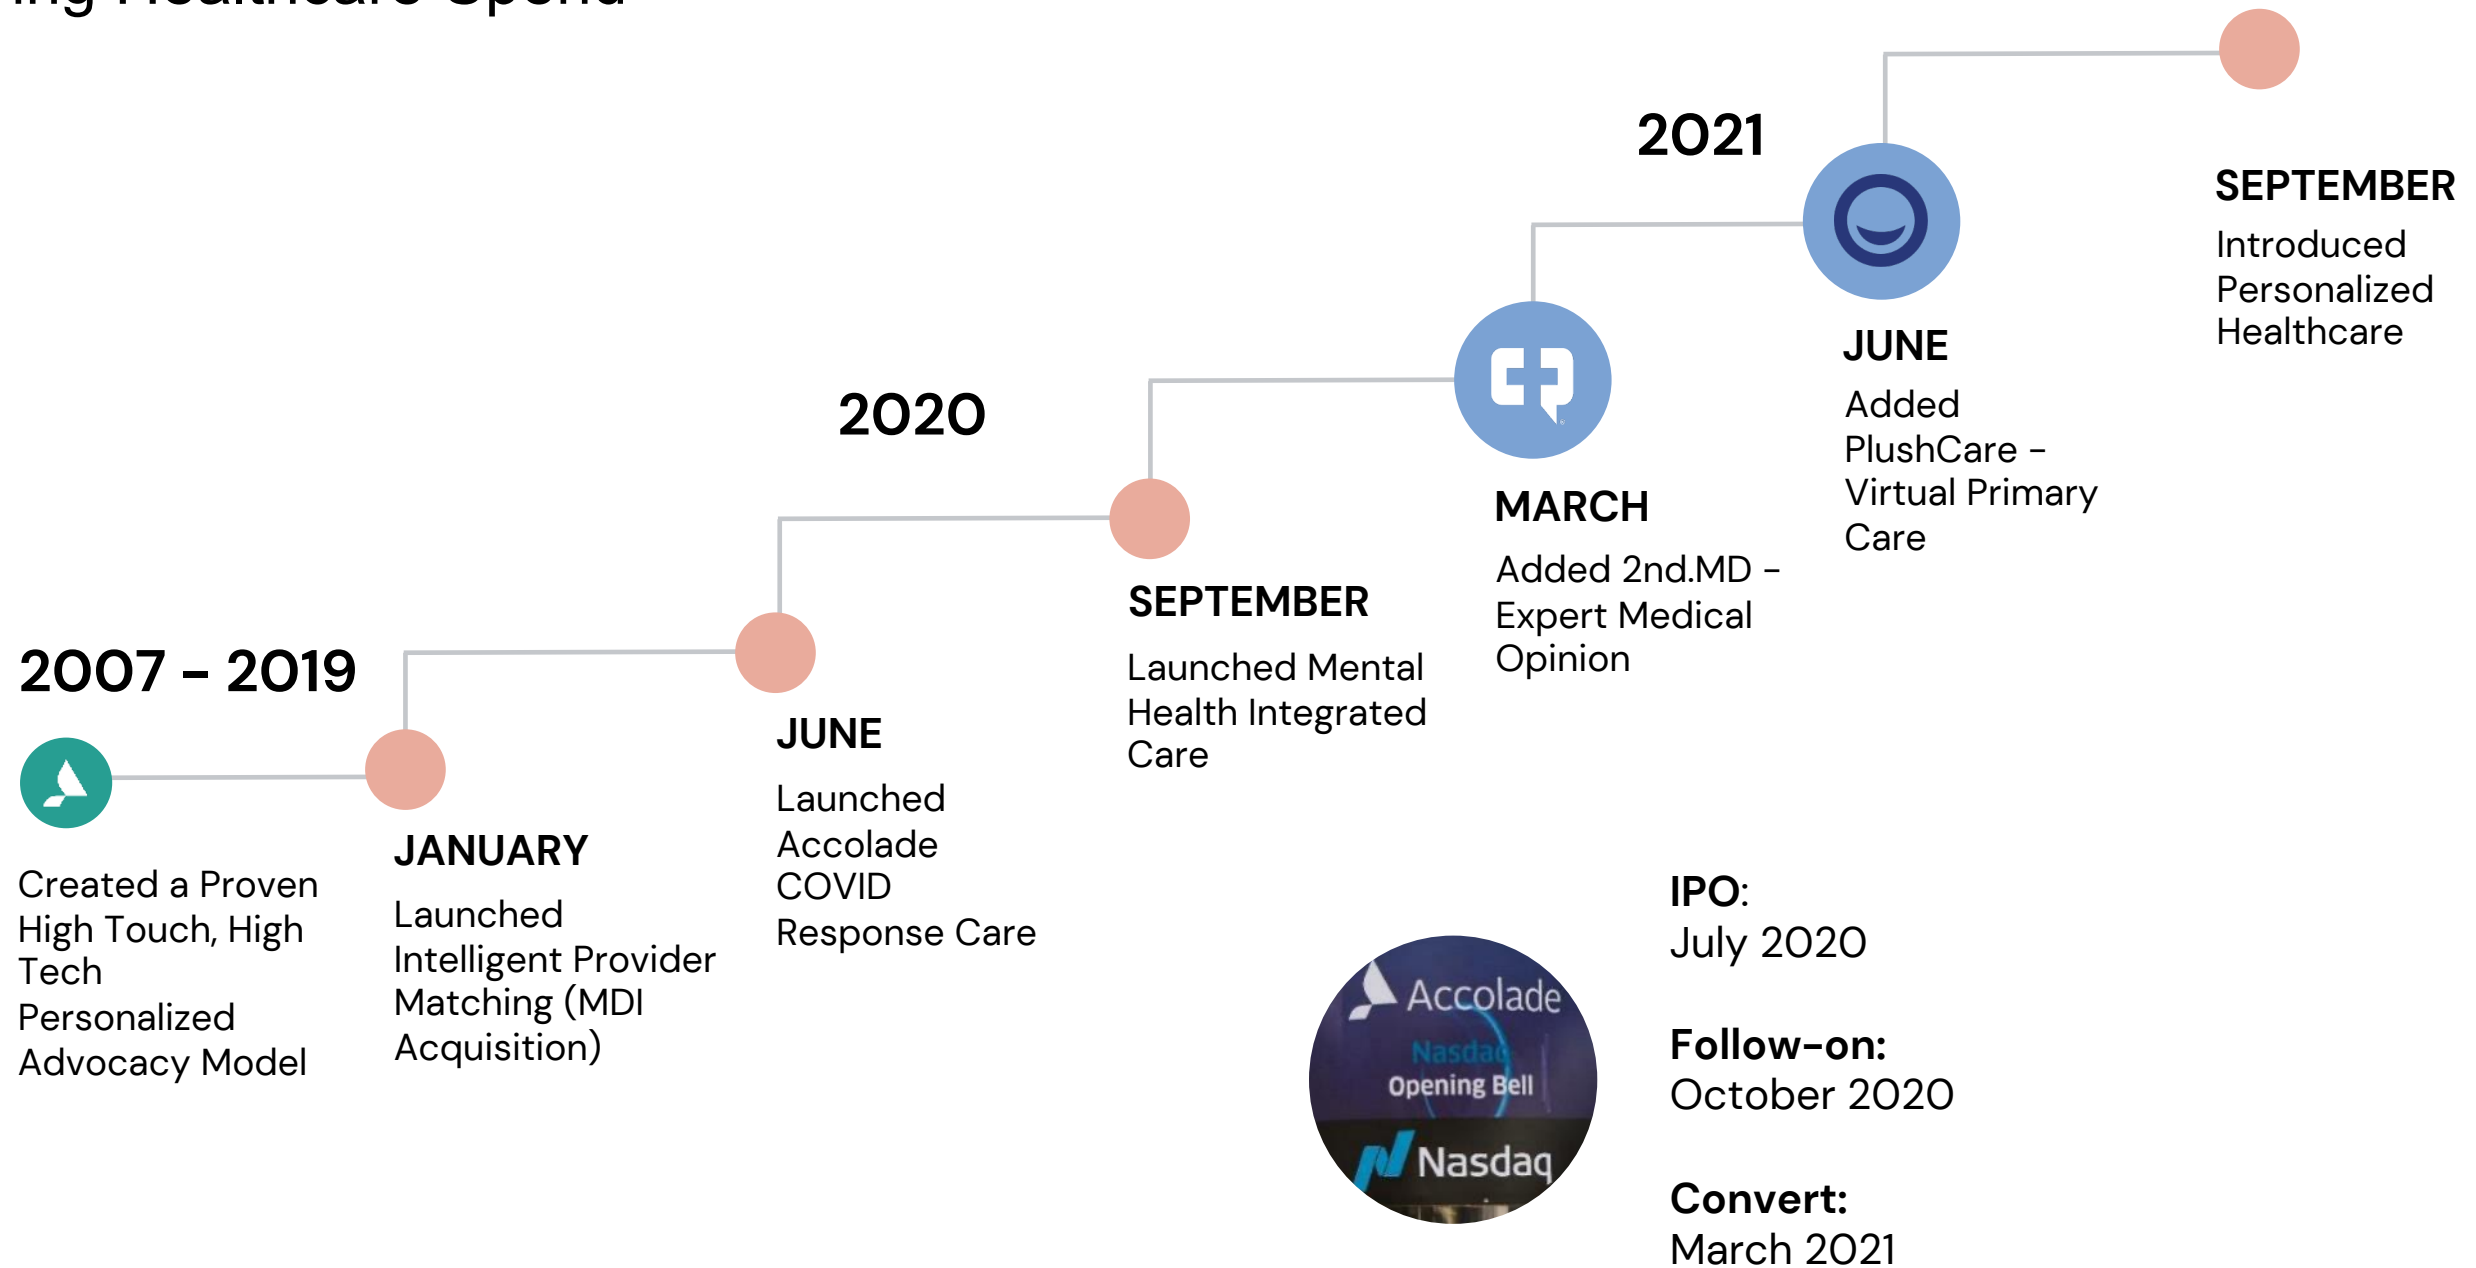 2007 – 2019
Created a Proven
High Touch, High
Tech
Personalized
Advocacy Model
JANUARY
Launched
Intelligent Provider
Matching (MDI
Acquisition)
2020
JUNE
Launched
Accolade
COVID
Response Care
SEPTEMBER
Launched Mental
Health Integrated
Care
2021
MARCH
Added 2nd.MD –
Expert Medical
Opinion
JUNE
Added
PlushCare –
Virtual Primary
Care
SEPTEMBER
Introduced
Personalized
Healthcare
Accolade
Nasdaq
Opening Bell
Nasdaq
IPO:
July 2020
Follow-on:
October 2020
Convert:
March 2021